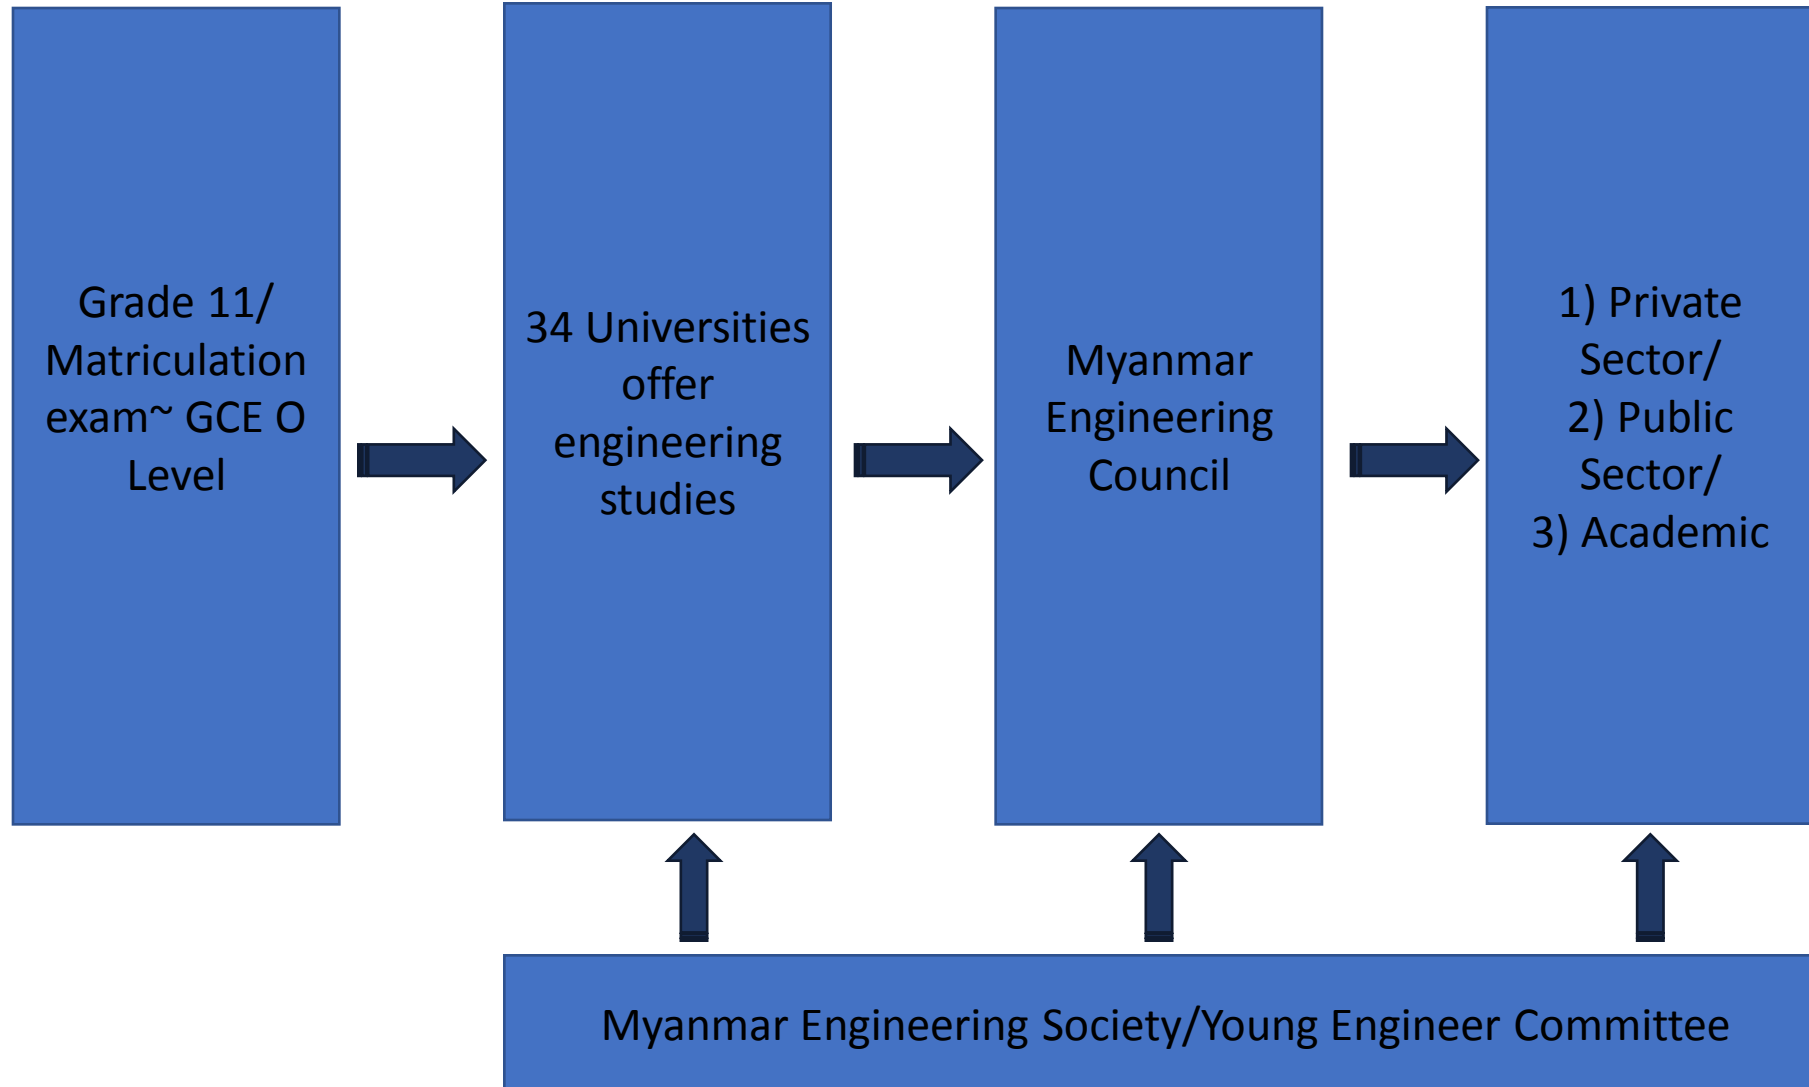 Grade 11/
Matriculation
exam~ GCE O
Level
34 Universities
offer
engineering
studies
Myanmar
Engineering
Council
1) Private
Sector/
2) Public
Sector/
3) Academic
Myanmar Engineering Society/Young Engineer Committee